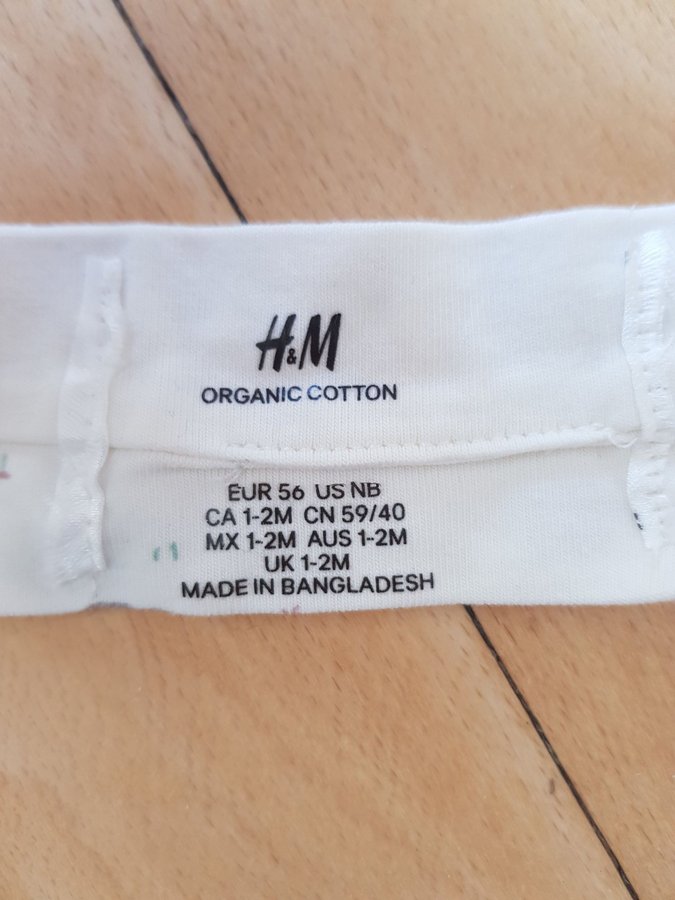 H&M
ORGANIC COTTON
EUR 56 US NB
CA 1-2M CN 59/40
MX 1-2M AUS 1-2M
UK 1-2M
MADE IN BANGLADESH